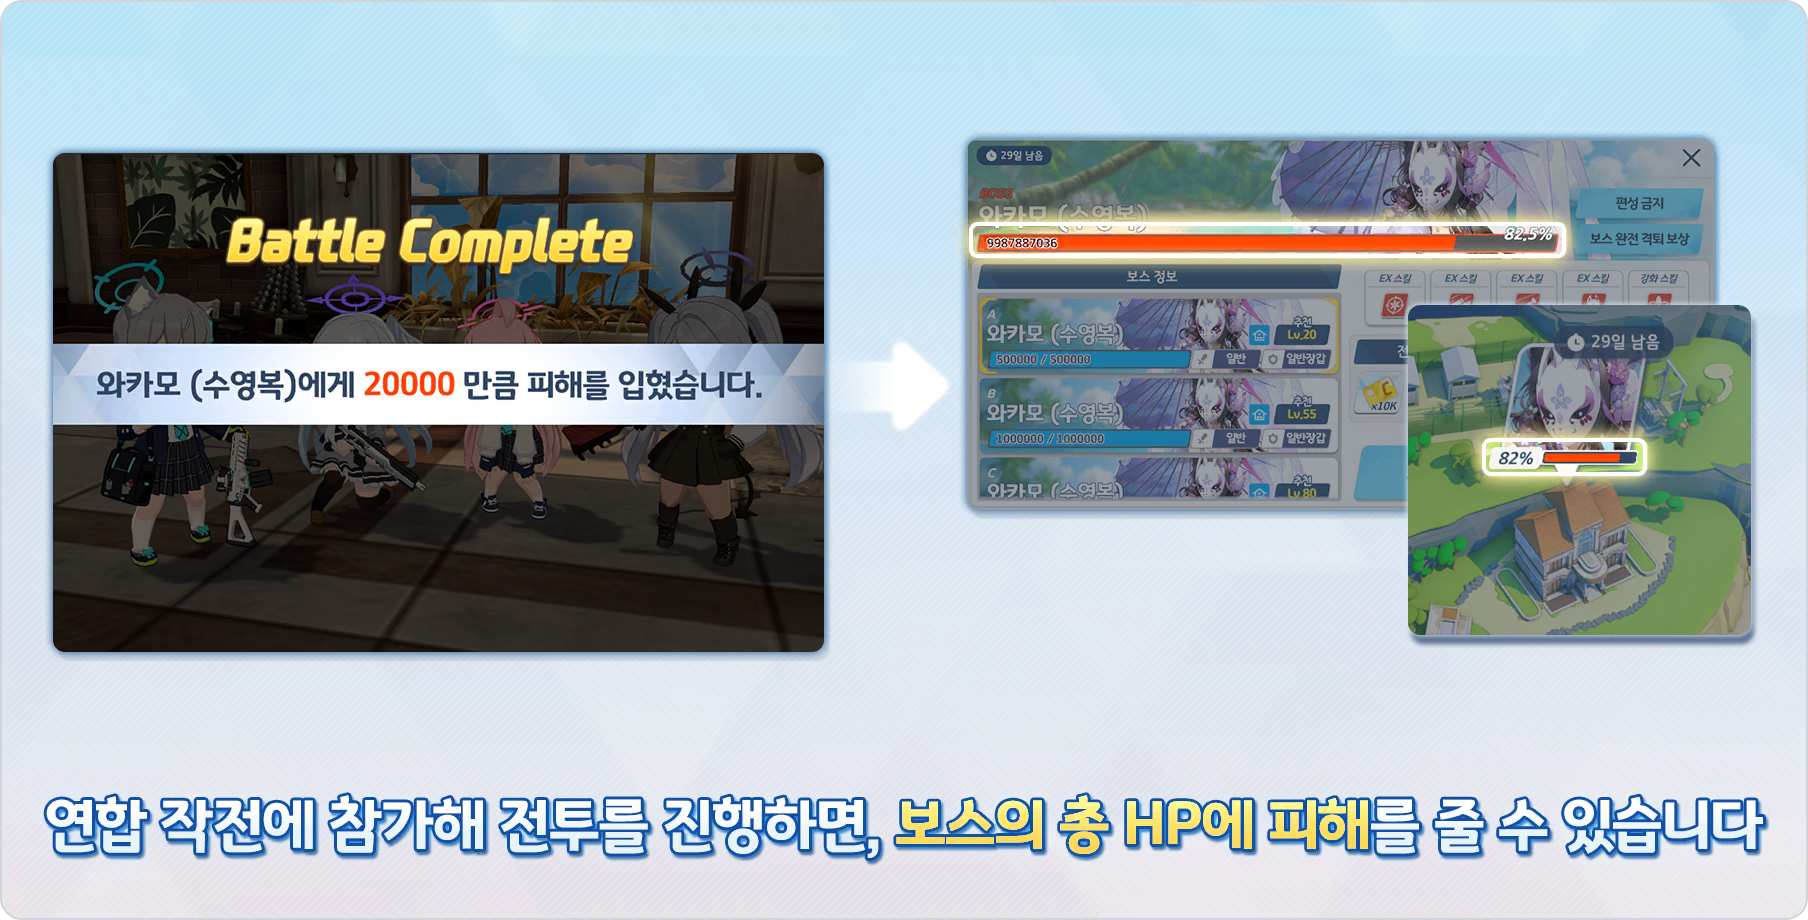 Battle Complete
와카모 (수영복)에게 20000 만큼 피해를 입혔습니다.
29일 남음
BOSS
와카모 (수영복)
9987887036
82.5%
편성 금지
보스 완전 격퇴 보상
보스 정보
A
와카모 (수영복)
추천
Lv.20
500000 / 500000
일반
일반장갑
B
와카모 (수영복)
추천
Lv.55
1000000 / 1000000
일반
일반장갑
C
와카모 (수영복)
추천
Lv.80
EX 스킬
EX 스킬
EX 스킬
EX 스킬
강화 스킬
x10K
29일 남음
82%
연합 작전에 참가해 전투를 진행하면, 보스의 총 HP에 피해를 줄 수 있습니다